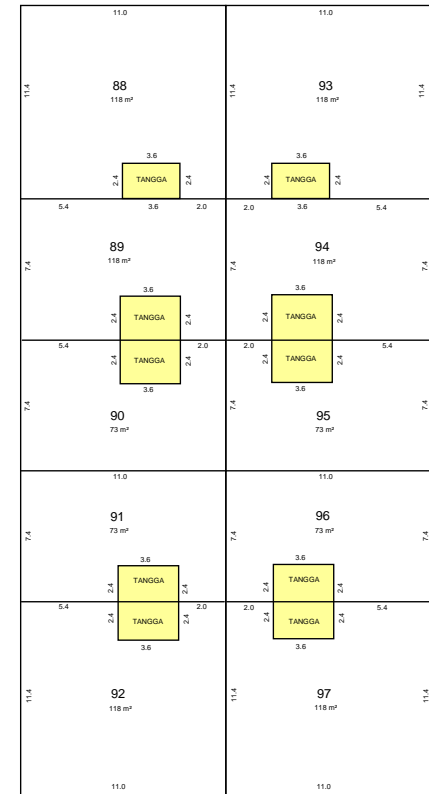 11.0 11.0
11.4 88 11.4 93 11.4
118 m² 118 m²
3.6 3.6
2.4 TANGGA 2.4 2.4 TANGGA 2.4
5.4 3.6 2.0 2.0 3.6 5.4
89 94
118 m² 118 m²
7.4 7.4 7.4
3.6 3.6
2.4 TANGGA 2.4 2.4 TANGGA 2.4
5.4 2.0 2.0 5.4
2.4 TANGGA 2.4 2.4 TANGGA 2.4
3.6 3.6
7.4 7.4 7.4
90 95
73 m² 73 m²
11.0 11.0
91 96
73 m² 73 m²
7.4 7.4 7.4
3.6 3.6
2.4 TANGGA 2.4 2.4 TANGGA 2.4
5.4 2.0 2.0 5.4
2.4 TANGGA 2.4 2.4 TANGGA 2.4
3.6 3.6
11.4 92 11.4 97 11.4
118 m² 118 m²
11.0 11.0